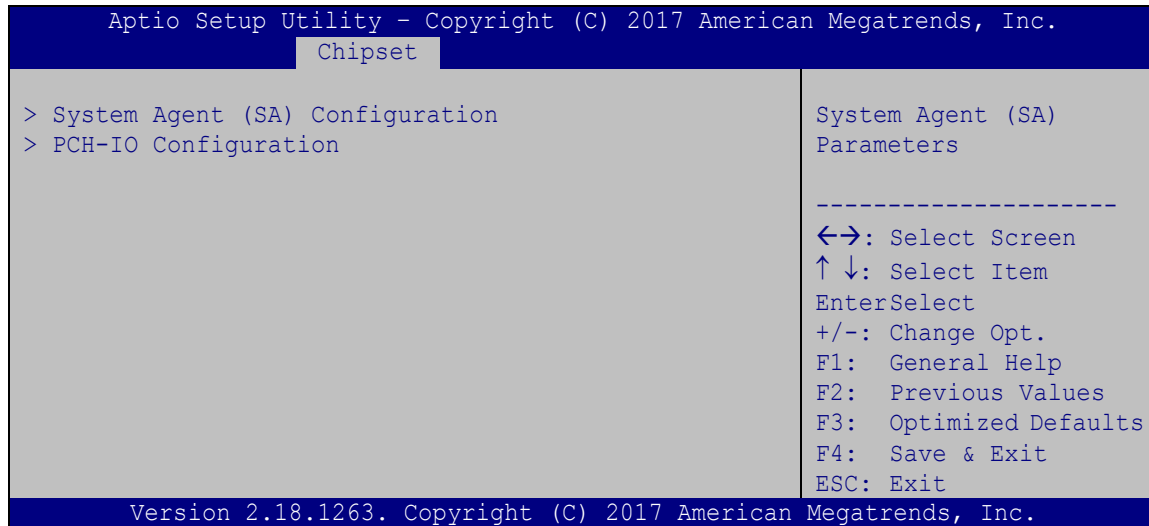 Aptio Setup Utility – Copyright (C) 2017 American Megatrends, Inc.
Chipset
> System Agent (SA) Configuration
> PCH-IO Configuration
System Agent (SA)
Parameters
----------------------
←→: Select Screen
↑ ↓: Select Item
EnterSelect
+/-: Change Opt.
F1: General Help
F2: Previous Values
F3: Optimized Defaults
F4: Save & Exit
ESC: Exit
Version 2.18.1263. Copyright (C) 2017 American Megatrends, Inc.